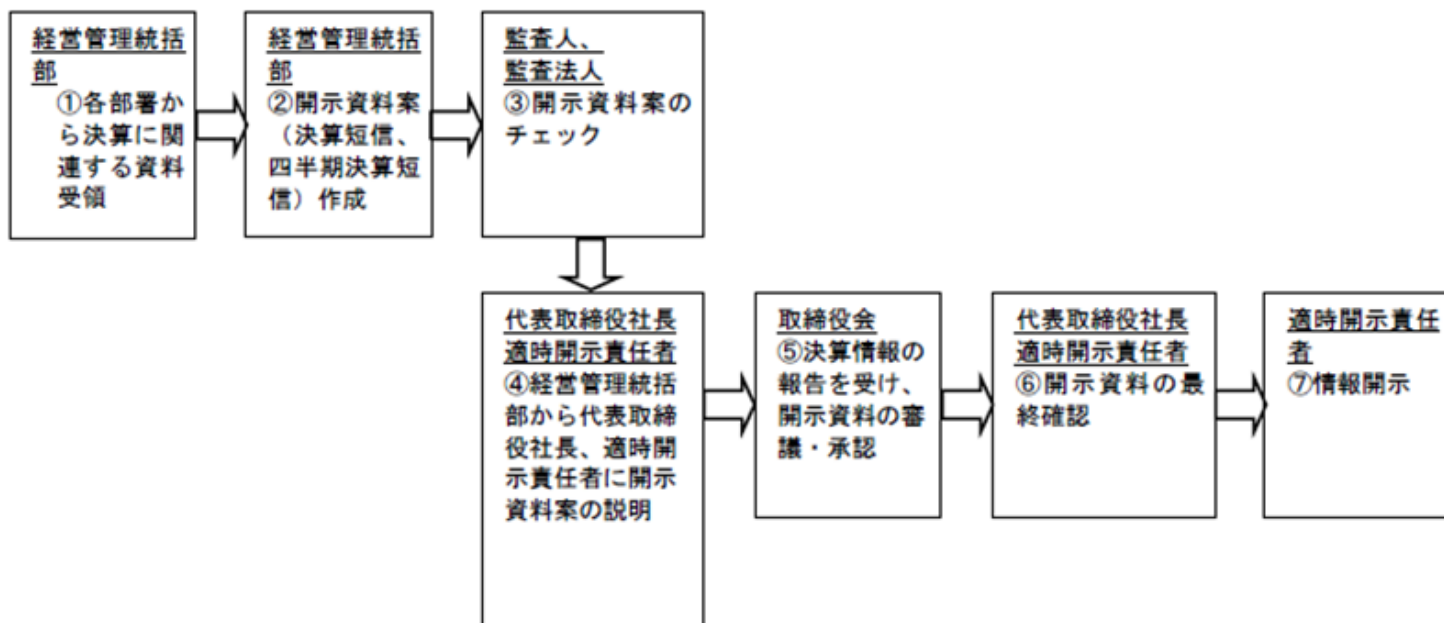 経営管理統括
部
①各部署か
ら決算に関
連する資料
受領
経営管理統括
部
②開示資料案
（決算短信、
四半期決算短
信）作成
監査人、
監査法人
③開示資料案の
チェック
代表取締役社長
適時開示責任者
④経営管理統括
部から代表取締
役社長、適時開
示責任者に開示
資料案の説明
取締役会
⑤決算情報の
報告を受け、
開示資料の審
議・承認
代表取締役社長
適時開示責任者
⑥開示資料の最
終確認
適時開示責任
者
⑦情報開示